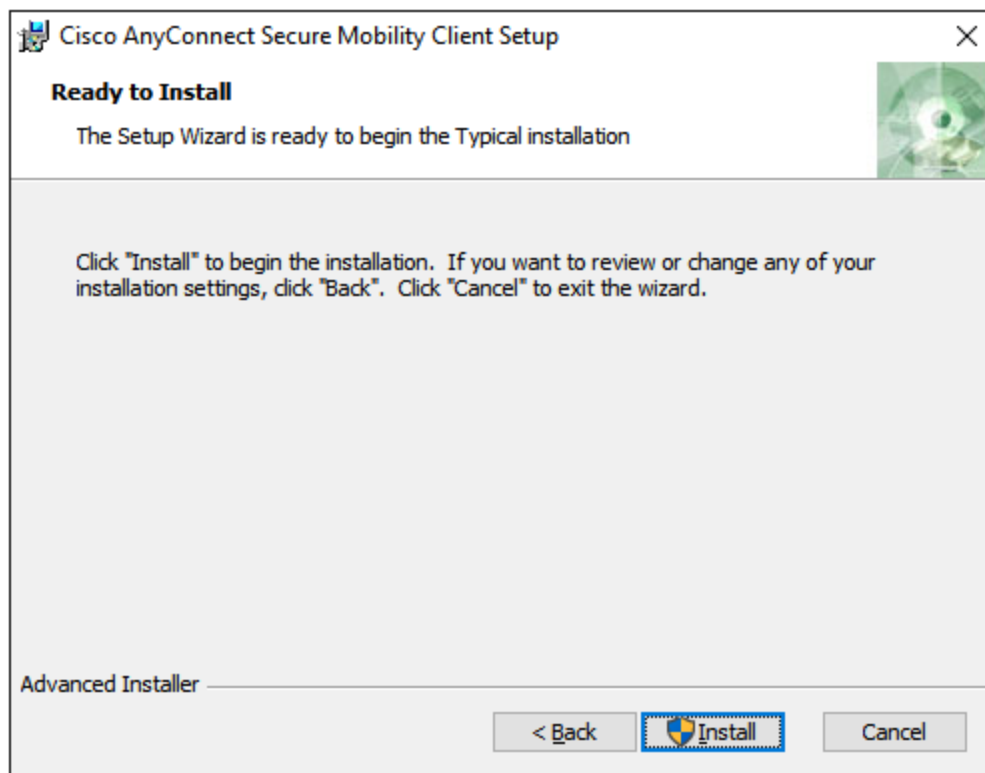 Cisco AnyConnect Secure Mobility Client Setup
Ready to Install
The Setup Wizard is ready to begin the Typical installation
Click "Install" to begin the installation.  If you want to review or change any of your
installation settings, click "Back".  Click "Cancel" to exit the wizard.
Advanced Installer
< Back
Install
Cancel